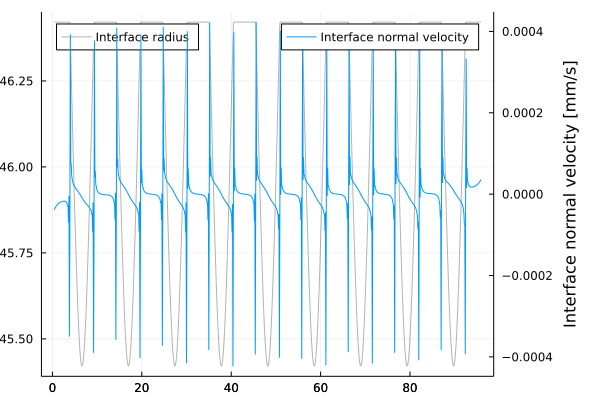 Interface radius
Interface normal velocity
46.25
46.00
45.75
45.50
0.0004
0.0002
0.0000
−0.0002
−0.0004
Interface normal velocity [mm/s]
0 20 40 60 80